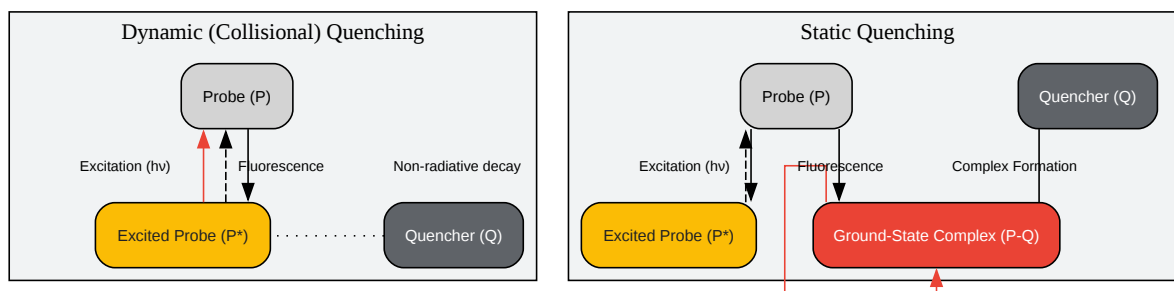 Dynamic (Collisional) Quenching
Probe (P)
Excitation (hν)
Fluorescence
Non-radiative decay
Excited Probe (P*)
Quencher (Q)
Static Quenching
Probe (P)
Quencher (Q)
Excitation (hν)
Fluorescence
Complex Formation
Excited Probe (P*)
Ground-State Complex (P-Q)